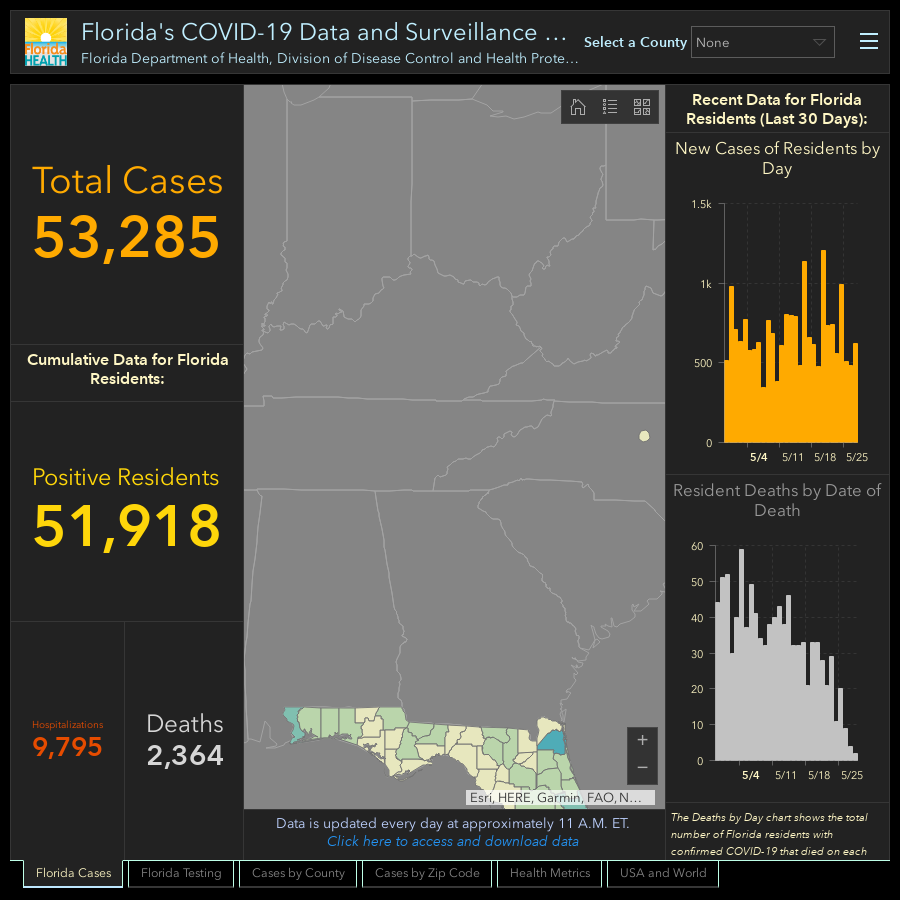 Florida's COVID-19 Data and Surveillance ...
Florida Department of Health, Division of Disease Control and Health Prote...
Florida
HEALTH
Select a County
None
Total Cases
53,285
Cumulative Data for Florida
Residents:
Positive Residents
51,918
Hospitalizations
9,795
Deaths
2,364
Esri, HERE, Garmin, FAO, N...
Data is updated every day at approximately 11 A.M. ET.
Click here to access and download data
Recent Data for Florida
Residents (Last 30 Days):
New Cases of Residents by
Day
1.5k
1k
500
0
5/4 5/11 5/18 5/25
Resident Deaths by Date of
Death
60
50
40
30
20
10
0
5/4 5/11 5/18 5/25
The Deaths by Day chart shows the total
number of Florida residents with
confirmed COVID-19 that died on each
Florida Cases
Florida Testing
Cases by County
Cases by Zip Code
Health Metrics
USA and World